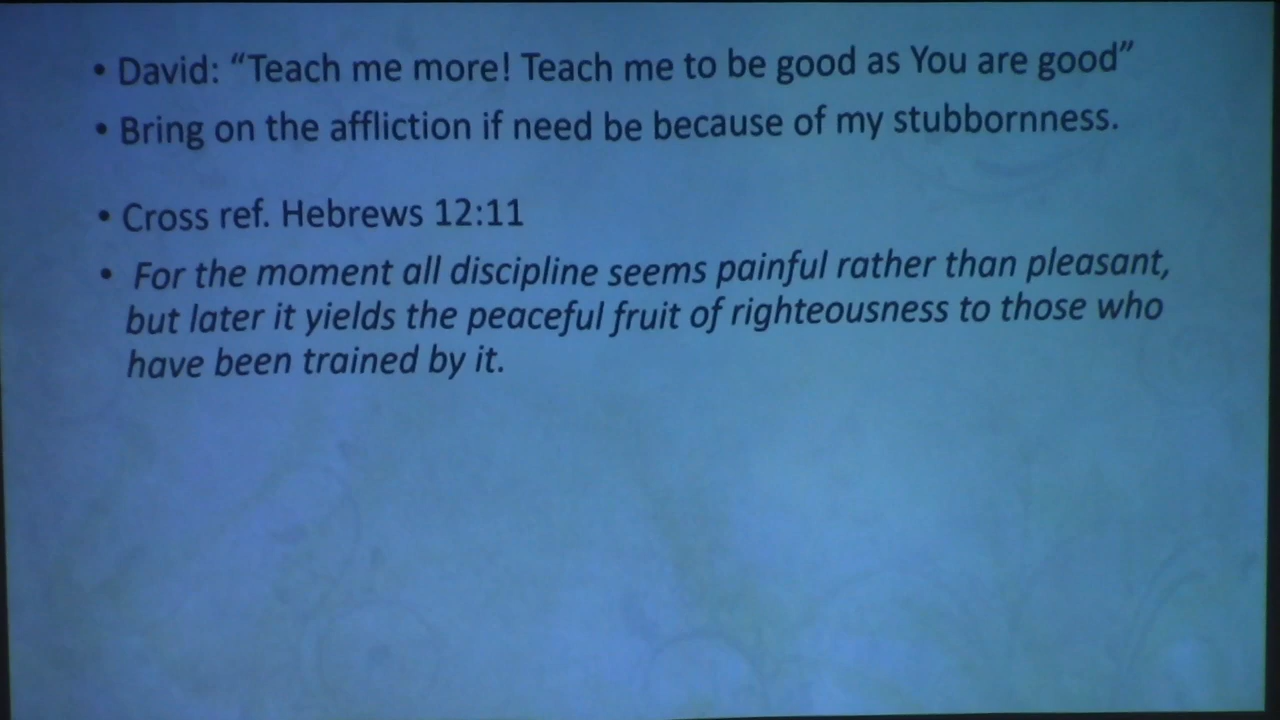 • David: “Teach me more! Teach me to be good as You are good”
• Bring on the affliction if need be because of my stubbornness.
• Cross ref. Hebrews 12:11
• For the moment all discipline seems painful rather than pleasant,
but later it yields the peaceful fruit of righteousness to those who
have been trained by it.